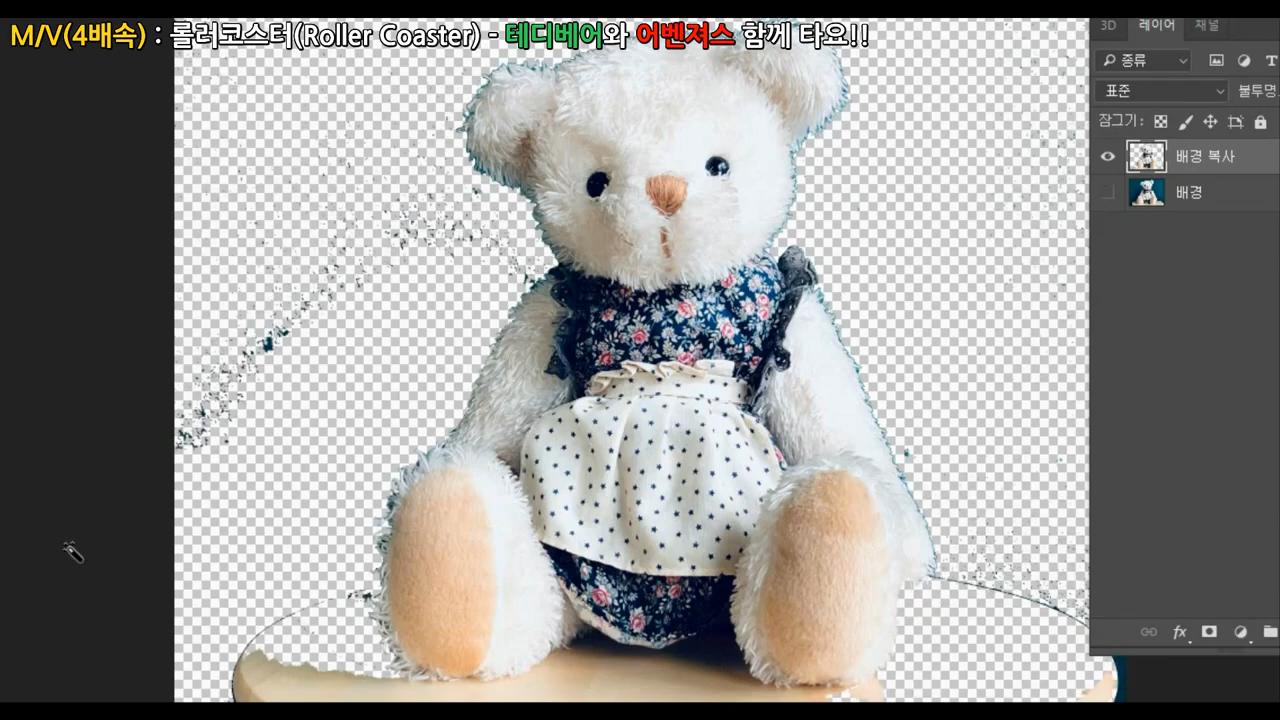 M/V(4배속) : 롤러코스터(Roller Coaster) - 테디베어와 어벤져스 함께 타요!!
3D 레이어 채널
종류
표준 불투명
잠그기 :
배경 복사
배경
fx